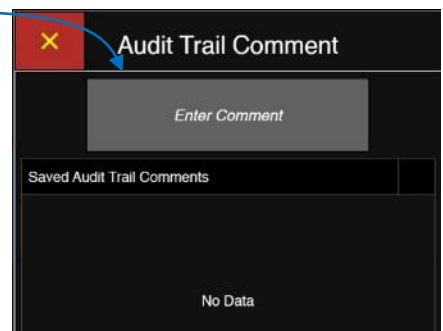 × Audit Trail Comment
Enter Comment
Saved Audit Trail Comments
No Data